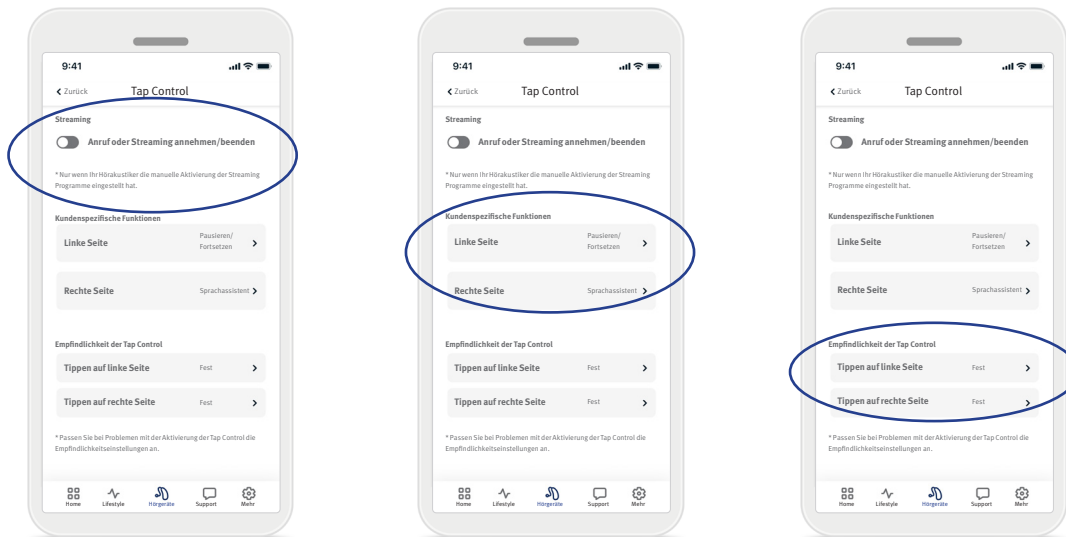 9:41
Zurück
Tap Control
Streaming
Anruf oder Streaming annehmen/beenden
* Nur wenn Ihr Hörakustiker die manuelle Aktivierung der Streaming
Programme eingestellt hat.
Kundenspezifische Funktionen
Linke Seite
Pausieren/
Fortsetzen
Rechte Seite
Sprachassistent
Empfindlichkeit der Tap Control
Tippen auf linke Seite
Fest
Tippen auf rechte Seite
Fest
* Passen Sie bei Problemen mit der Aktivierung der Tap Control die
Empfindlichkeitseinstellungen an.
Home
Lifestyle
Hörgeräte
Support
Mehr
9:41
Zurück
Tap Control
Streaming
Anruf oder Streaming annehmen/beenden
* Nur wenn Ihr Hörakustiker die manuelle Aktivierung der Streaming
Programme eingestellt hat.
Kundenspezifische Funktionen
Linke Seite
Pausieren/
Fortsetzen
Rechte Seite
Sprachassistent
Empfindlichkeit der Tap Control
Tippen auf linke Seite
Fest
Tippen auf rechte Seite
Fest
* Passen Sie bei Problemen mit der Aktivierung der Tap Control die
Empfindlichkeitseinstellungen an.
Home
Lifestyle
Hörgeräte
Support
Mehr
9:41
Zurück
Tap Control
Streaming
Anruf oder Streaming annehmen/beenden
* Nur wenn Ihr Hörakustiker die manuelle Aktivierung der Streaming
Programme eingestellt hat.
Kundenspezifische Funktionen
Linke Seite
Pausieren/
Fortsetzen
Rechte Seite
Sprachassistent
Empfindlichkeit der Tap Control
Tippen auf linke Seite
Fest
Tippen auf rechte Seite
Fest
* Passen Sie bei Problemen mit der Aktivierung der Tap Control die
Empfindlichkeitseinstellungen an.
Home
Lifestyle
Hörgeräte
Support
Mehr